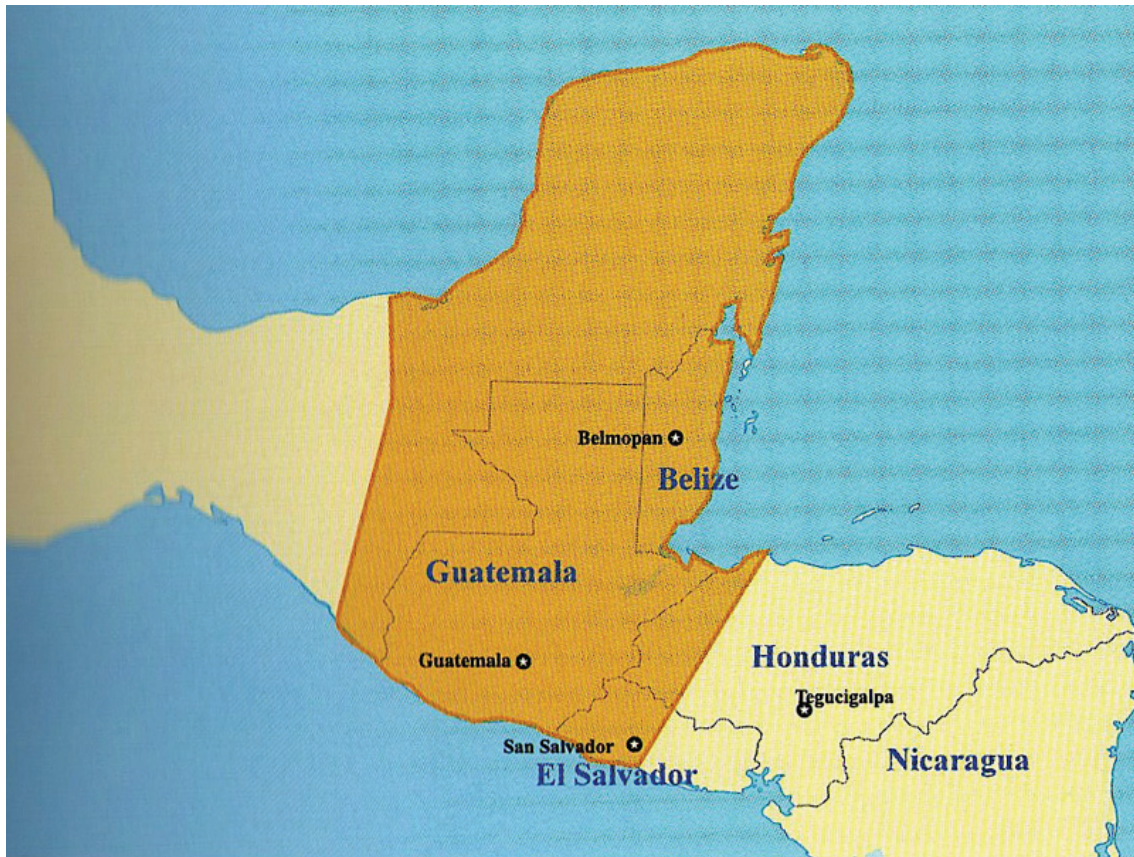 Belmopan
Belize
Guatemala
Guatemala
Honduras
Tegucigalpa
San Salvador
El Salvador
Nicaragua